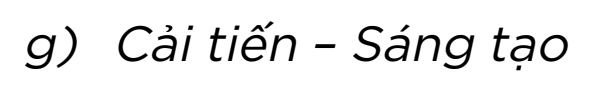 g) Cải tiến – Sáng tạo